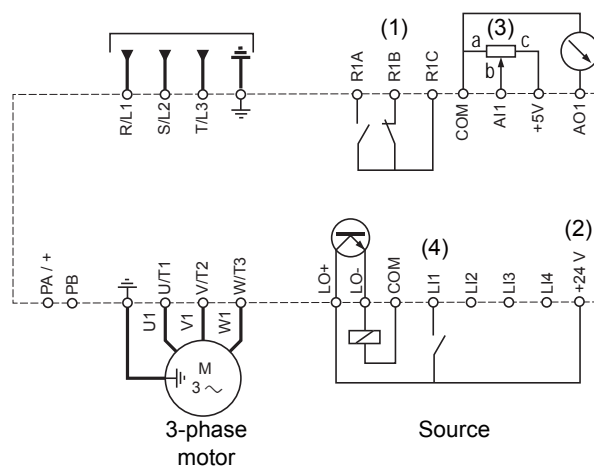 (1)
(3)
a
c
b
R1A
R1B
R1C
R/L1
S/L2
T/L3
COM
AI1
+5V
AO1
(4)
(2)
PA / +
PB
U/T1
V/T2
W/T3
U1
V1
W1
LO+
LO-
COM
LI1
LI2
LI3
LI4
+24 V
M
3 ~
3-phase
motor
Source